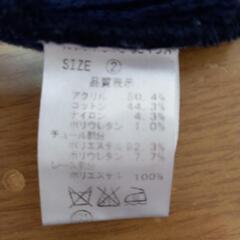 SIZE ②
品質表示
アクリル 50.4%
コットン 44.3%
ナイロン 4.3%
ポリウレタン 1.0%
チュール部分
ポリエステル 92.3%
ポリウレタン 7.7%
レース部分
ポリエステル 100%